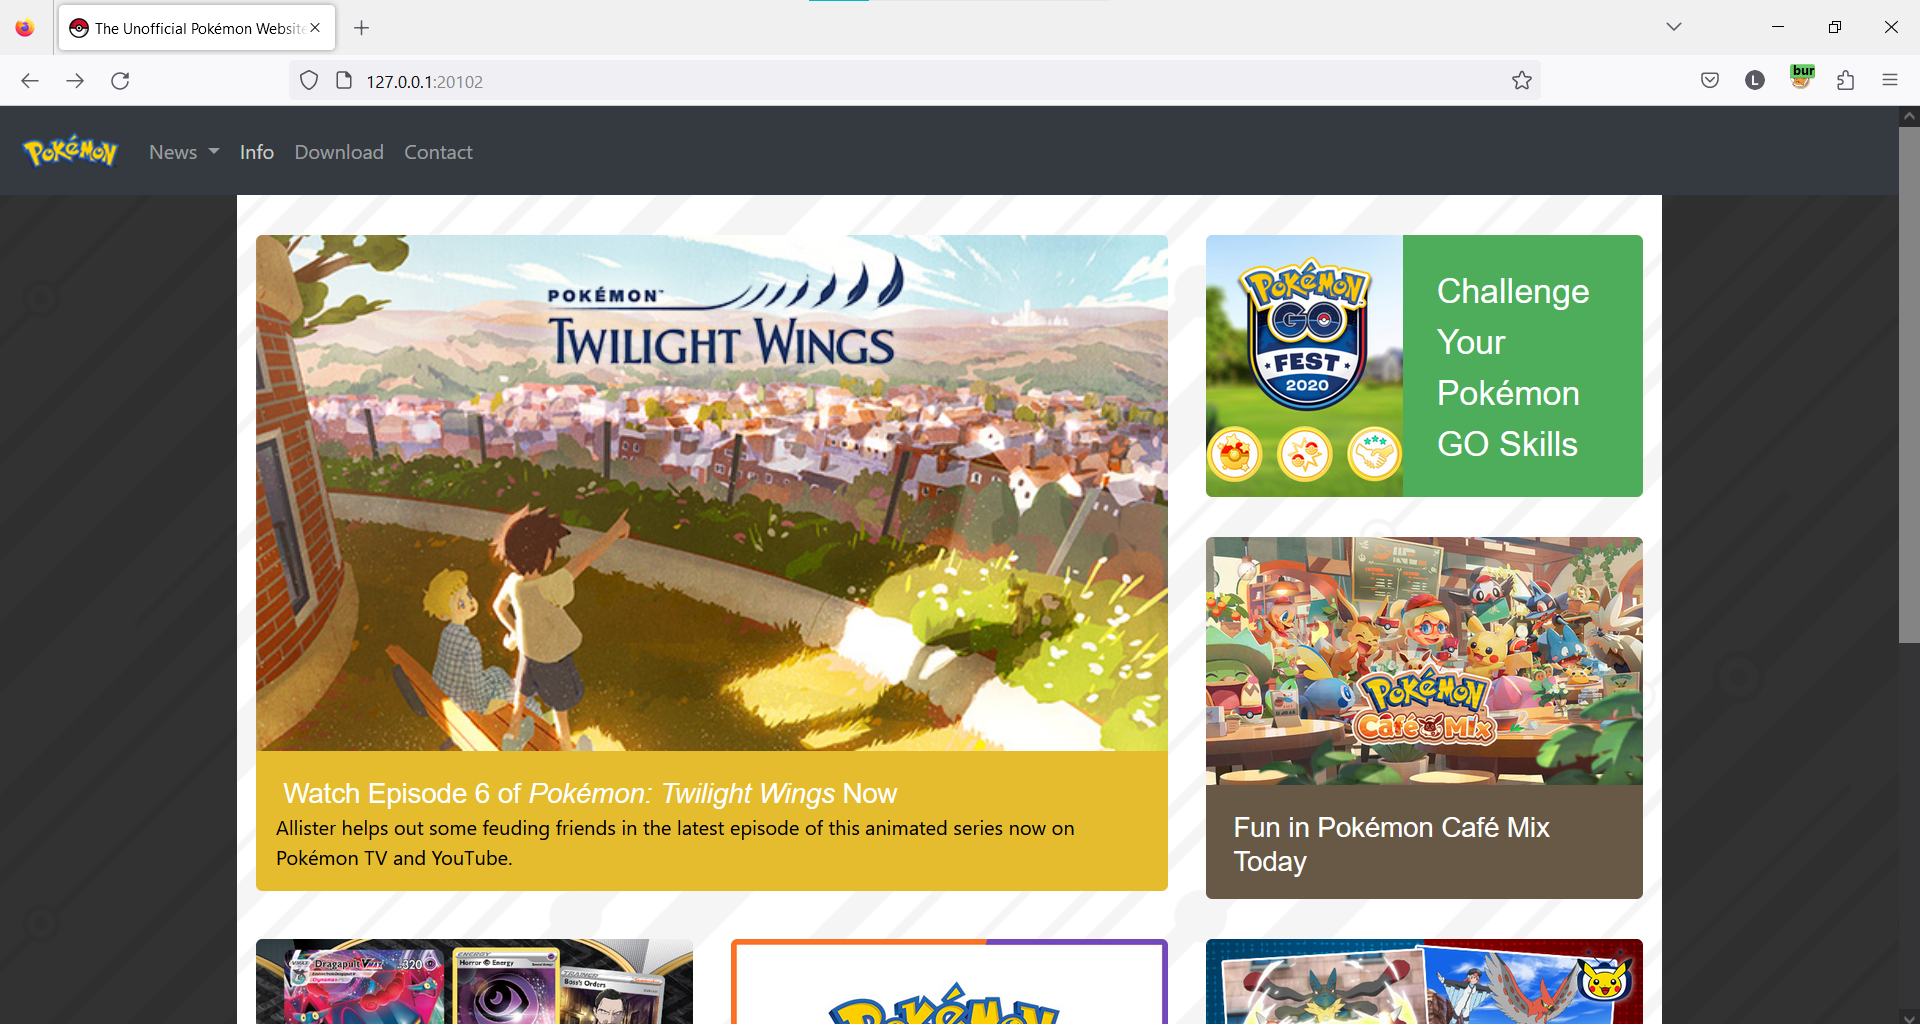 The Unofficial Pokémon Website
127.0.0.1:20102
L
bur
POKÉMON
News
Info
Download
Contact
POKÉMON™
TWILIGHT WINGS
Watch Episode 6 of Pokémon: Twilight Wings Now
Allister helps out some feuding friends in the latest episode of this animated series now on
Pokémon TV and YouTube.
POKÉMON
GO
FEST
2020
Challenge
Your
Pokémon
GO Skills
POKÉMON
Café Mix
Fun in Pokémon Café Mix
Today
Dragapult VMAX 320
ENERGY
Horror Energy
TRAINER
Boss's Orders
POKÉMON